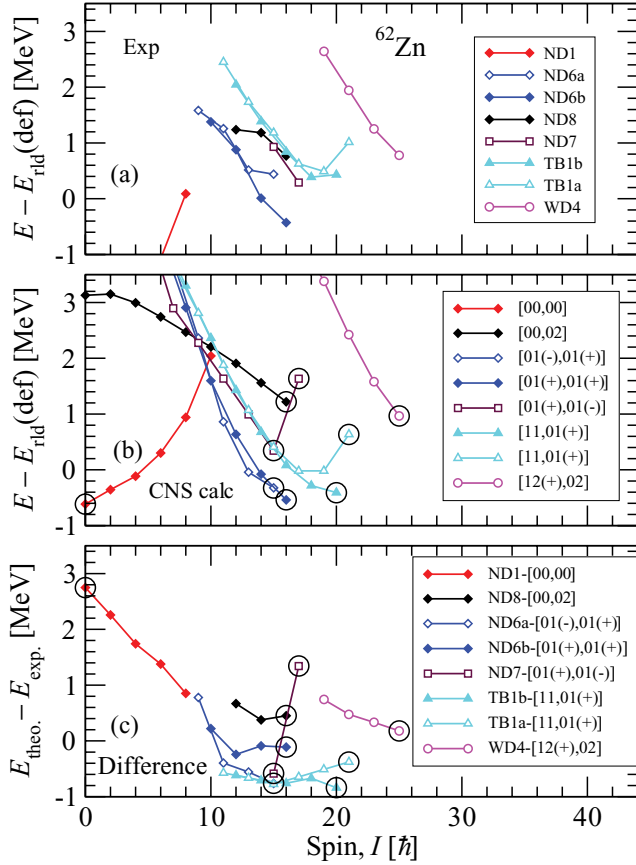 Exp
⁶²Zn
E − E_rld(def) [MeV]
3
2
1
0
-1
(a)
ND1
ND6a
ND6b
ND8
ND7
TB1b
TB1a
WD4
E − E_rld(def) [MeV]
3
2
1
0
-1
(b)
CNS calc
[00,00]
[00,02]
[01(-),01(+)]
[01(+),01(+)]
[01(+),01(-)]
[11,01(+)]
[11,01(+)]
[12(+),02]
E_theo. − E_exp. [MeV]
3
2
1
0
-1
(c)
Difference
ND1-[00,00]
ND8-[00,02]
ND6a-[01(-),01(+)]
ND6b-[01(+),01(+)]
ND7-[01(+),01(-)]
TB1b-[11,01(+)]
TB1a-[11,01(+)]
WD4-[12(+),02]
0 10 20 30 40
Spin, I [ℏ]